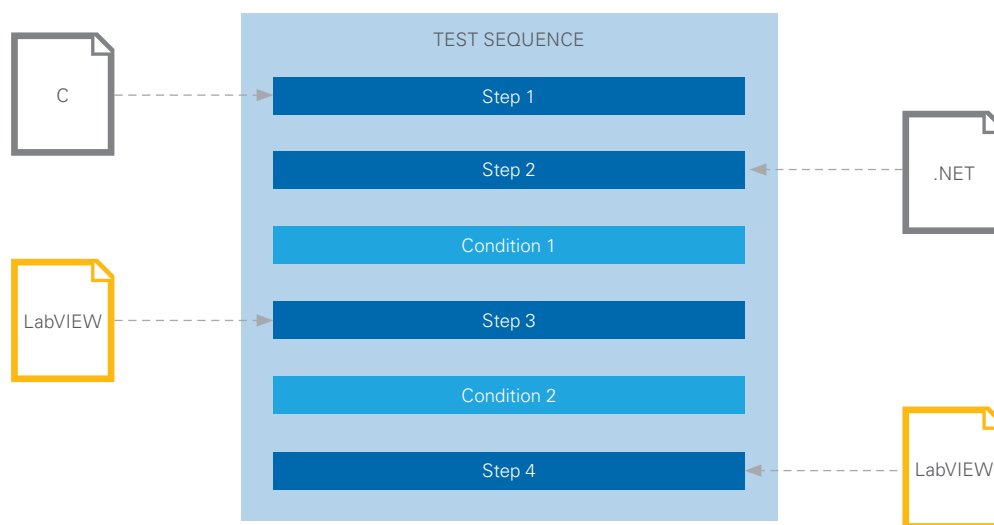 TEST SEQUENCE
C
Step 1
Step 2
.NET
Condition 1
LabVIEW
Step 3
Condition 2
Step 4
LabVIEW